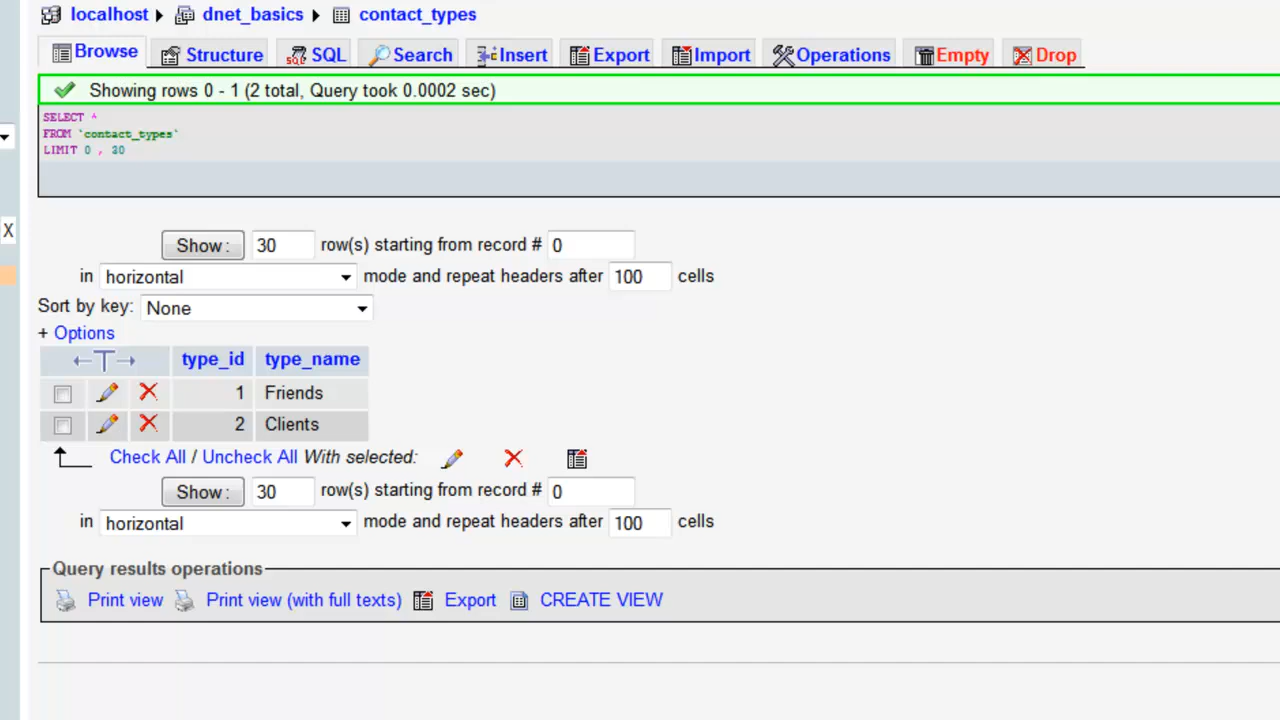 localhost dnet_basics contact_types
Browse Structure SQL Search Insert Export Import Operations Empty Drop
Showing rows 0 - 1 (2 total, Query took 0.0002 sec)
SELECT *
FROM `contact_types`
LIMIT 0 , 30
X
Show : 30 row(s) starting from record # 0
in horizontal mode and repeat headers after 100 cells
Sort by key: None
+ Options
←T→ type_id type_name
1 Friends
2 Clients
Check All / Uncheck All With selected:
Show : 30 row(s) starting from record # 0
in horizontal mode and repeat headers after 100 cells
Query results operations
Print view Print view (with full texts) Export CREATE VIEW